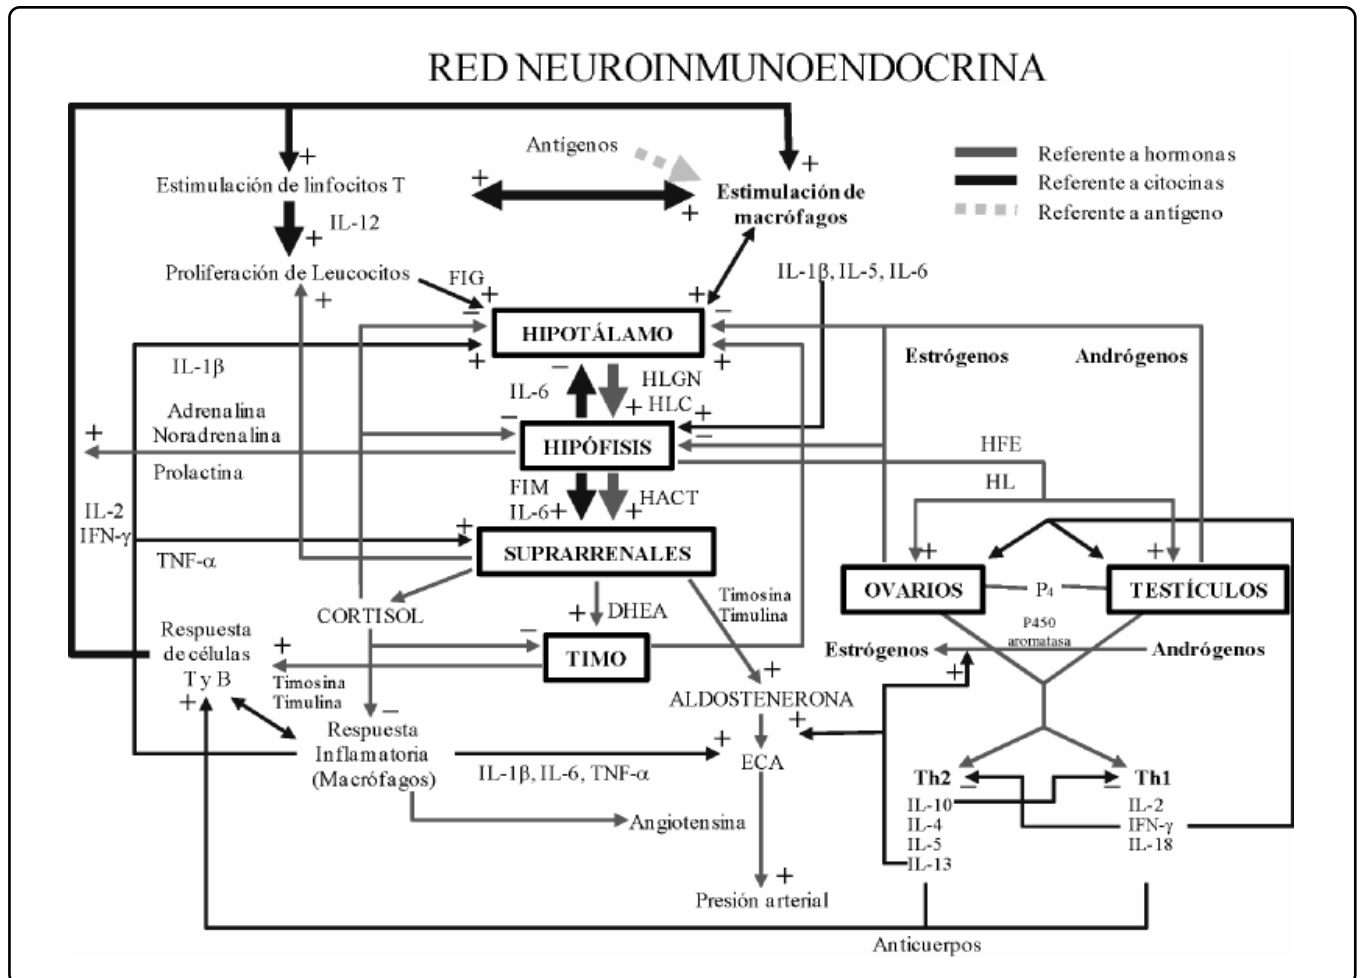 RED NEUROINMUNOENDOCRINA
Antígenos
Referente a hormonas
Referente a citocinas
Referente a antígeno
Estimulación de linfocitos T
+
+
+
+
Estimulación de
macrófagos
IL-12
+
Proliferación de Leucocitos
+
FIG
+
+
IL-1β, IL-5, IL-6
−
HIPOTÁLAMO
−
+
+
Estrógenos
Andrógenos
IL-1β
−
IL-6
HLGN
+ HLC
+
Adrenalina
Noradrenalina
+
Prolactina
−
HIPÓFISIS
−
HFE
HL
FIM
IL-6+
HACT
+
IL-2
IFN-γ
TNF-α
+
SUPRARRENALES
+
+
OVARIOS
P4
TESTÍCULOS
CORTISOL
+
DHEA
Timosina
Timulina
P450
aromatasa
Respuesta
de células
T y B
+
+
Timosina
Timulina
−
TIMO
Estrógenos
Andrógenos
+
+
ALDOSTENERONA
+
−
Respuesta
Inflamatoria
(Macrófagos)
IL-1β, IL-6, TNF-α
+
ECA
Th2
−
−
Th1
IL-10
IL-4
IL-5
IL-13
IL-2
IFN-γ
IL-18
Angiotensina
+
Presión arterial
Anticuerpos